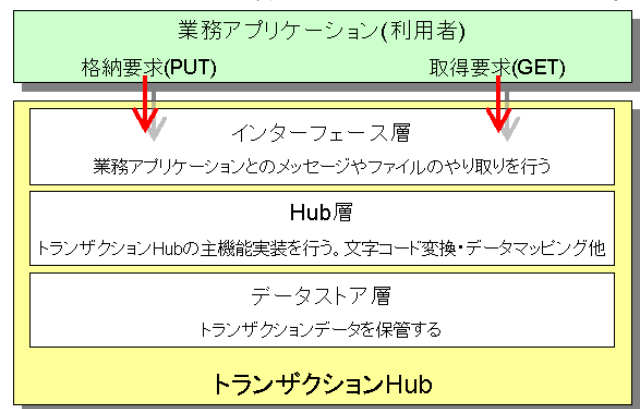 業務アプリケーション(利用者)
格納要求(PUT) 取得要求(GET)
インターフェース層
業務アプリケーションとのメッセージやファイルのやり取りを行う
Hub層
トランザクションHubの主機能実装を行う。文字コード変換・データマッピング他
データストア層
トランザクションデータを保管する
トランザクションHub